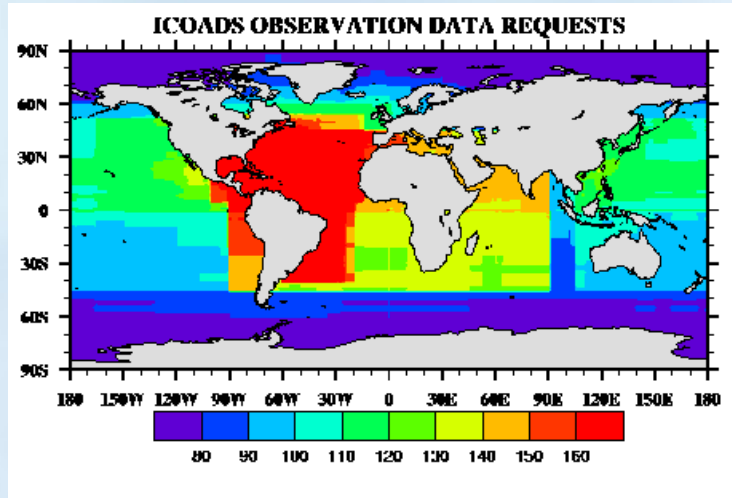 ICOADS OBSERVATION DATA REQUESTS
90N
60N
30N
0
30S
60S
90S
180 150W 120W 90W 60W 30W 0 30E 60E 90E 120E 150E 180
80 90 100 110 120 130 140 150 160